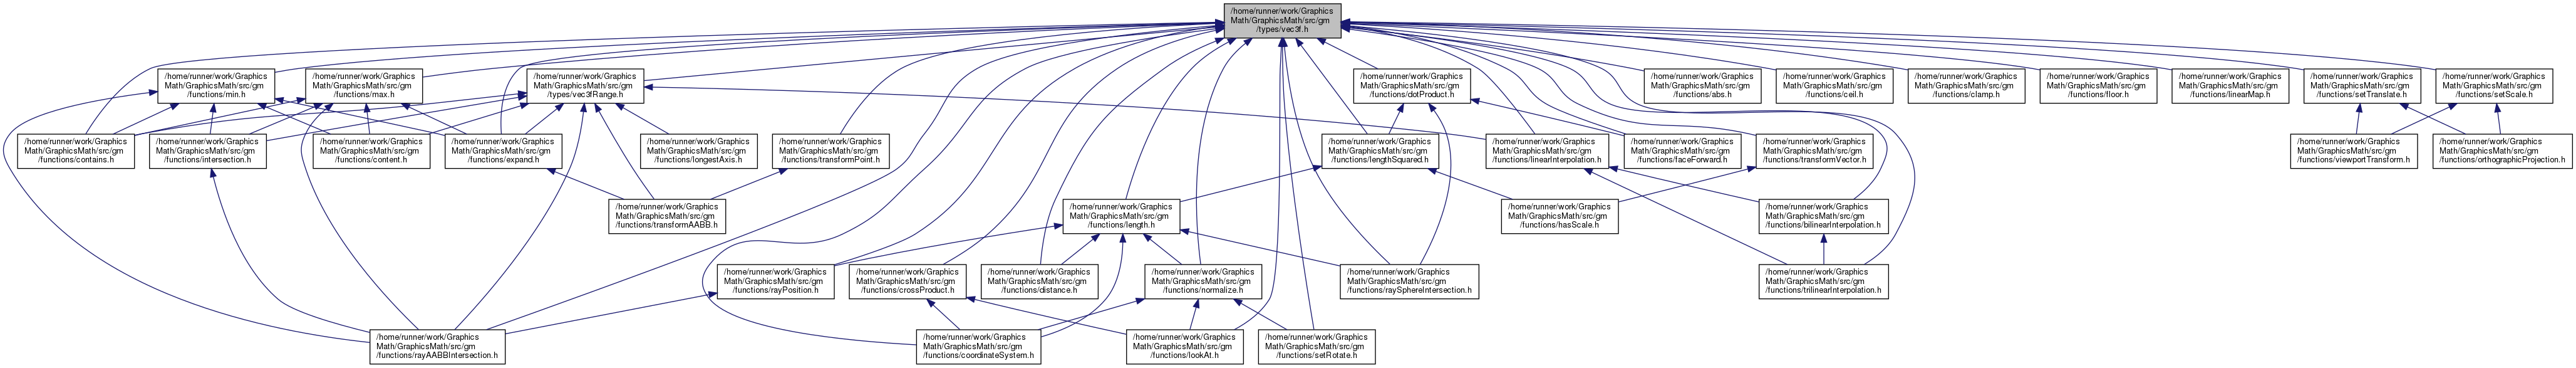 /home/runner/work/Graphics
Math/GraphicsMath/src/gm
/types/vec3f.h
/home/runner/work/Graphics
Math/GraphicsMath/src/gm
/functions/min.h
/home/runner/work/Graphics
Math/GraphicsMath/src/gm
/functions/max.h
/home/runner/work/Graphics
Math/GraphicsMath/src/gm
/types/vec3fRange.h
/home/runner/work/Graphics
Math/GraphicsMath/src/gm
/functions/dotProduct.h
/home/runner/work/Graphics
Math/GraphicsMath/src/gm
/functions/abs.h
/home/runner/work/Graphics
Math/GraphicsMath/src/gm
/functions/ceil.h
/home/runner/work/Graphics
Math/GraphicsMath/src/gm
/functions/clamp.h
/home/runner/work/Graphics
Math/GraphicsMath/src/gm
/functions/floor.h
/home/runner/work/Graphics
Math/GraphicsMath/src/gm
/functions/linearMap.h
/home/runner/work/Graphics
Math/GraphicsMath/src/gm
/functions/setTranslate.h
/home/runner/work/Graphics
Math/GraphicsMath/src/gm
/functions/setScale.h
/home/runner/work/Graphics
Math/GraphicsMath/src/gm
/functions/contains.h
/home/runner/work/Graphics
Math/GraphicsMath/src/gm
/functions/intersection.h
/home/runner/work/Graphics
Math/GraphicsMath/src/gm
/functions/content.h
/home/runner/work/Graphics
Math/GraphicsMath/src/gm
/functions/expand.h
/home/runner/work/Graphics
Math/GraphicsMath/src/gm
/functions/longestAxis.h
/home/runner/work/Graphics
Math/GraphicsMath/src/gm
/functions/transformPoint.h
/home/runner/work/Graphics
Math/GraphicsMath/src/gm
/functions/lengthSquared.h
/home/runner/work/Graphics
Math/GraphicsMath/src/gm
/functions/linearInterpolation.h
/home/runner/work/Graphics
Math/GraphicsMath/src/gm
/functions/faceForward.h
/home/runner/work/Graphics
Math/GraphicsMath/src/gm
/functions/transformVector.h
/home/runner/work/Graphics
Math/GraphicsMath/src/gm
/functions/viewportTransform.h
/home/runner/work/Graphics
Math/GraphicsMath/src/gm
/functions/orthographicProjection.h
/home/runner/work/Graphics
Math/GraphicsMath/src/gm
/functions/transformAABB.h
/home/runner/work/Graphics
Math/GraphicsMath/src/gm
/functions/length.h
/home/runner/work/Graphics
Math/GraphicsMath/src/gm
/functions/hasScale.h
/home/runner/work/Graphics
Math/GraphicsMath/src/gm
/functions/bilinearInterpolation.h
/home/runner/work/Graphics
Math/GraphicsMath/src/gm
/functions/rayPosition.h
/home/runner/work/Graphics
Math/GraphicsMath/src/gm
/functions/crossProduct.h
/home/runner/work/Graphics
Math/GraphicsMath/src/gm
/functions/distance.h
/home/runner/work/Graphics
Math/GraphicsMath/src/gm
/functions/normalize.h
/home/runner/work/Graphics
Math/GraphicsMath/src/gm
/functions/raySphereIntersection.h
/home/runner/work/Graphics
Math/GraphicsMath/src/gm
/functions/trilinearInterpolation.h
/home/runner/work/Graphics
Math/GraphicsMath/src/gm
/functions/rayAABBIntersection.h
/home/runner/work/Graphics
Math/GraphicsMath/src/gm
/functions/coordinateSystem.h
/home/runner/work/Graphics
Math/GraphicsMath/src/gm
/functions/lookAt.h
/home/runner/work/Graphics
Math/GraphicsMath/src/gm
/functions/setRotate.h